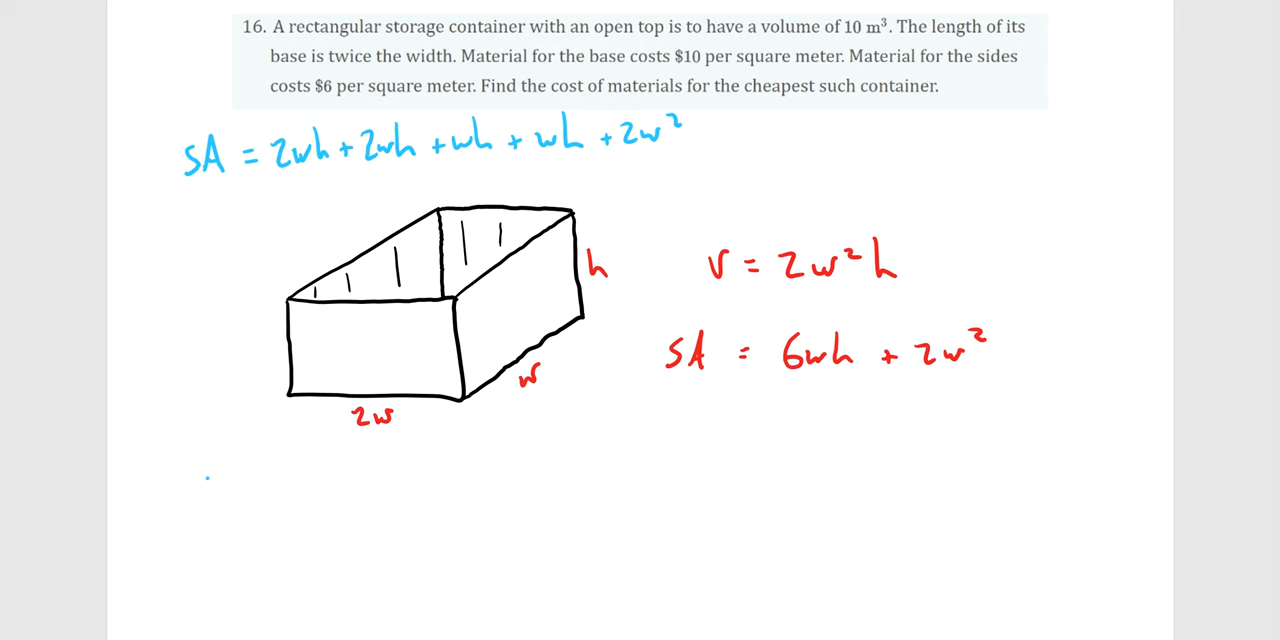 16. A rectangular storage container with an open top is to have a volume of 10 m³. The length of its
base is twice the width. Material for the base costs $10 per square meter. Material for the sides
costs $6 per square meter. Find the cost of materials for the cheapest such container.
SA = 2wh + 2wh + wh + wh + 2w²
h
V = 2w²h
SA = 6wh + 2w²
w
2w